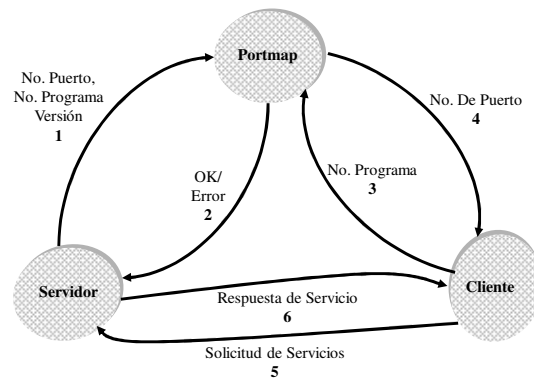 Portmap
No. Puerto,
No. Programa
Versión
1
No. De Puerto
4
OK/
Error
2
No. Programa
3
Servidor
Cliente
Respuesta de Servicio
6
Solicitud de Servicios
5